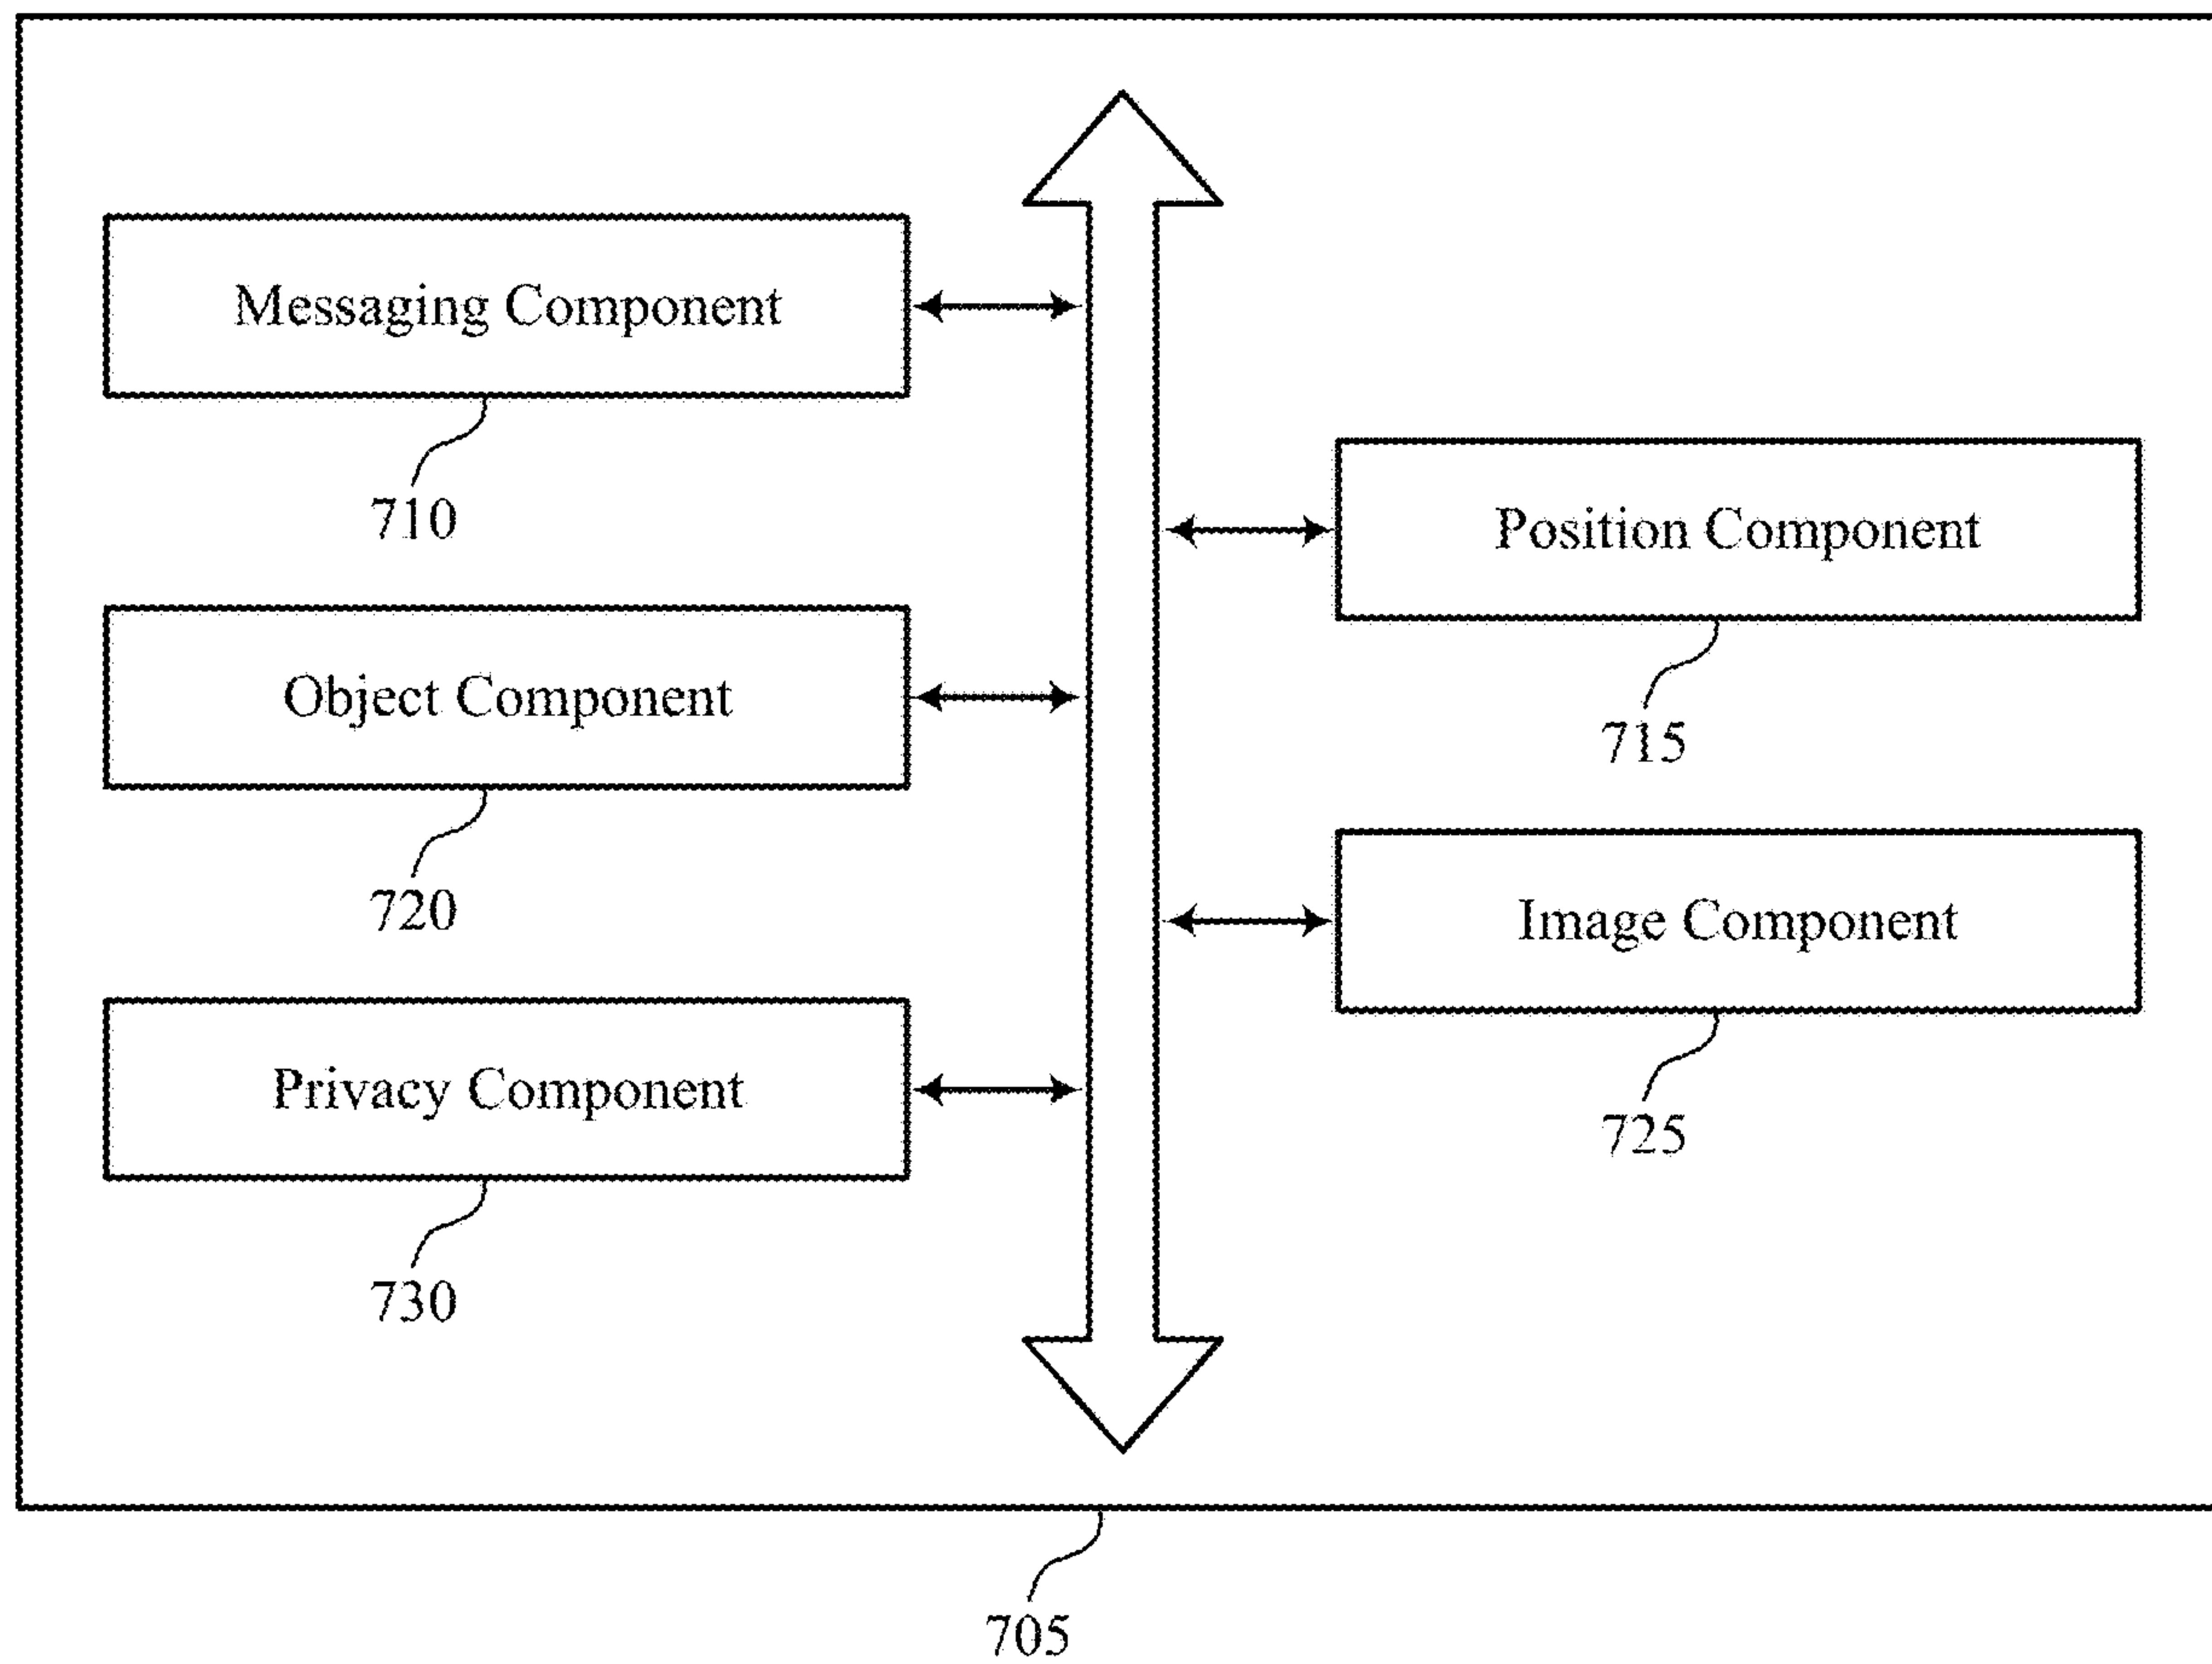 Messaging Component
710
Position Component
715
Object Component
720
Image Component
725
Privacy Component
730
705